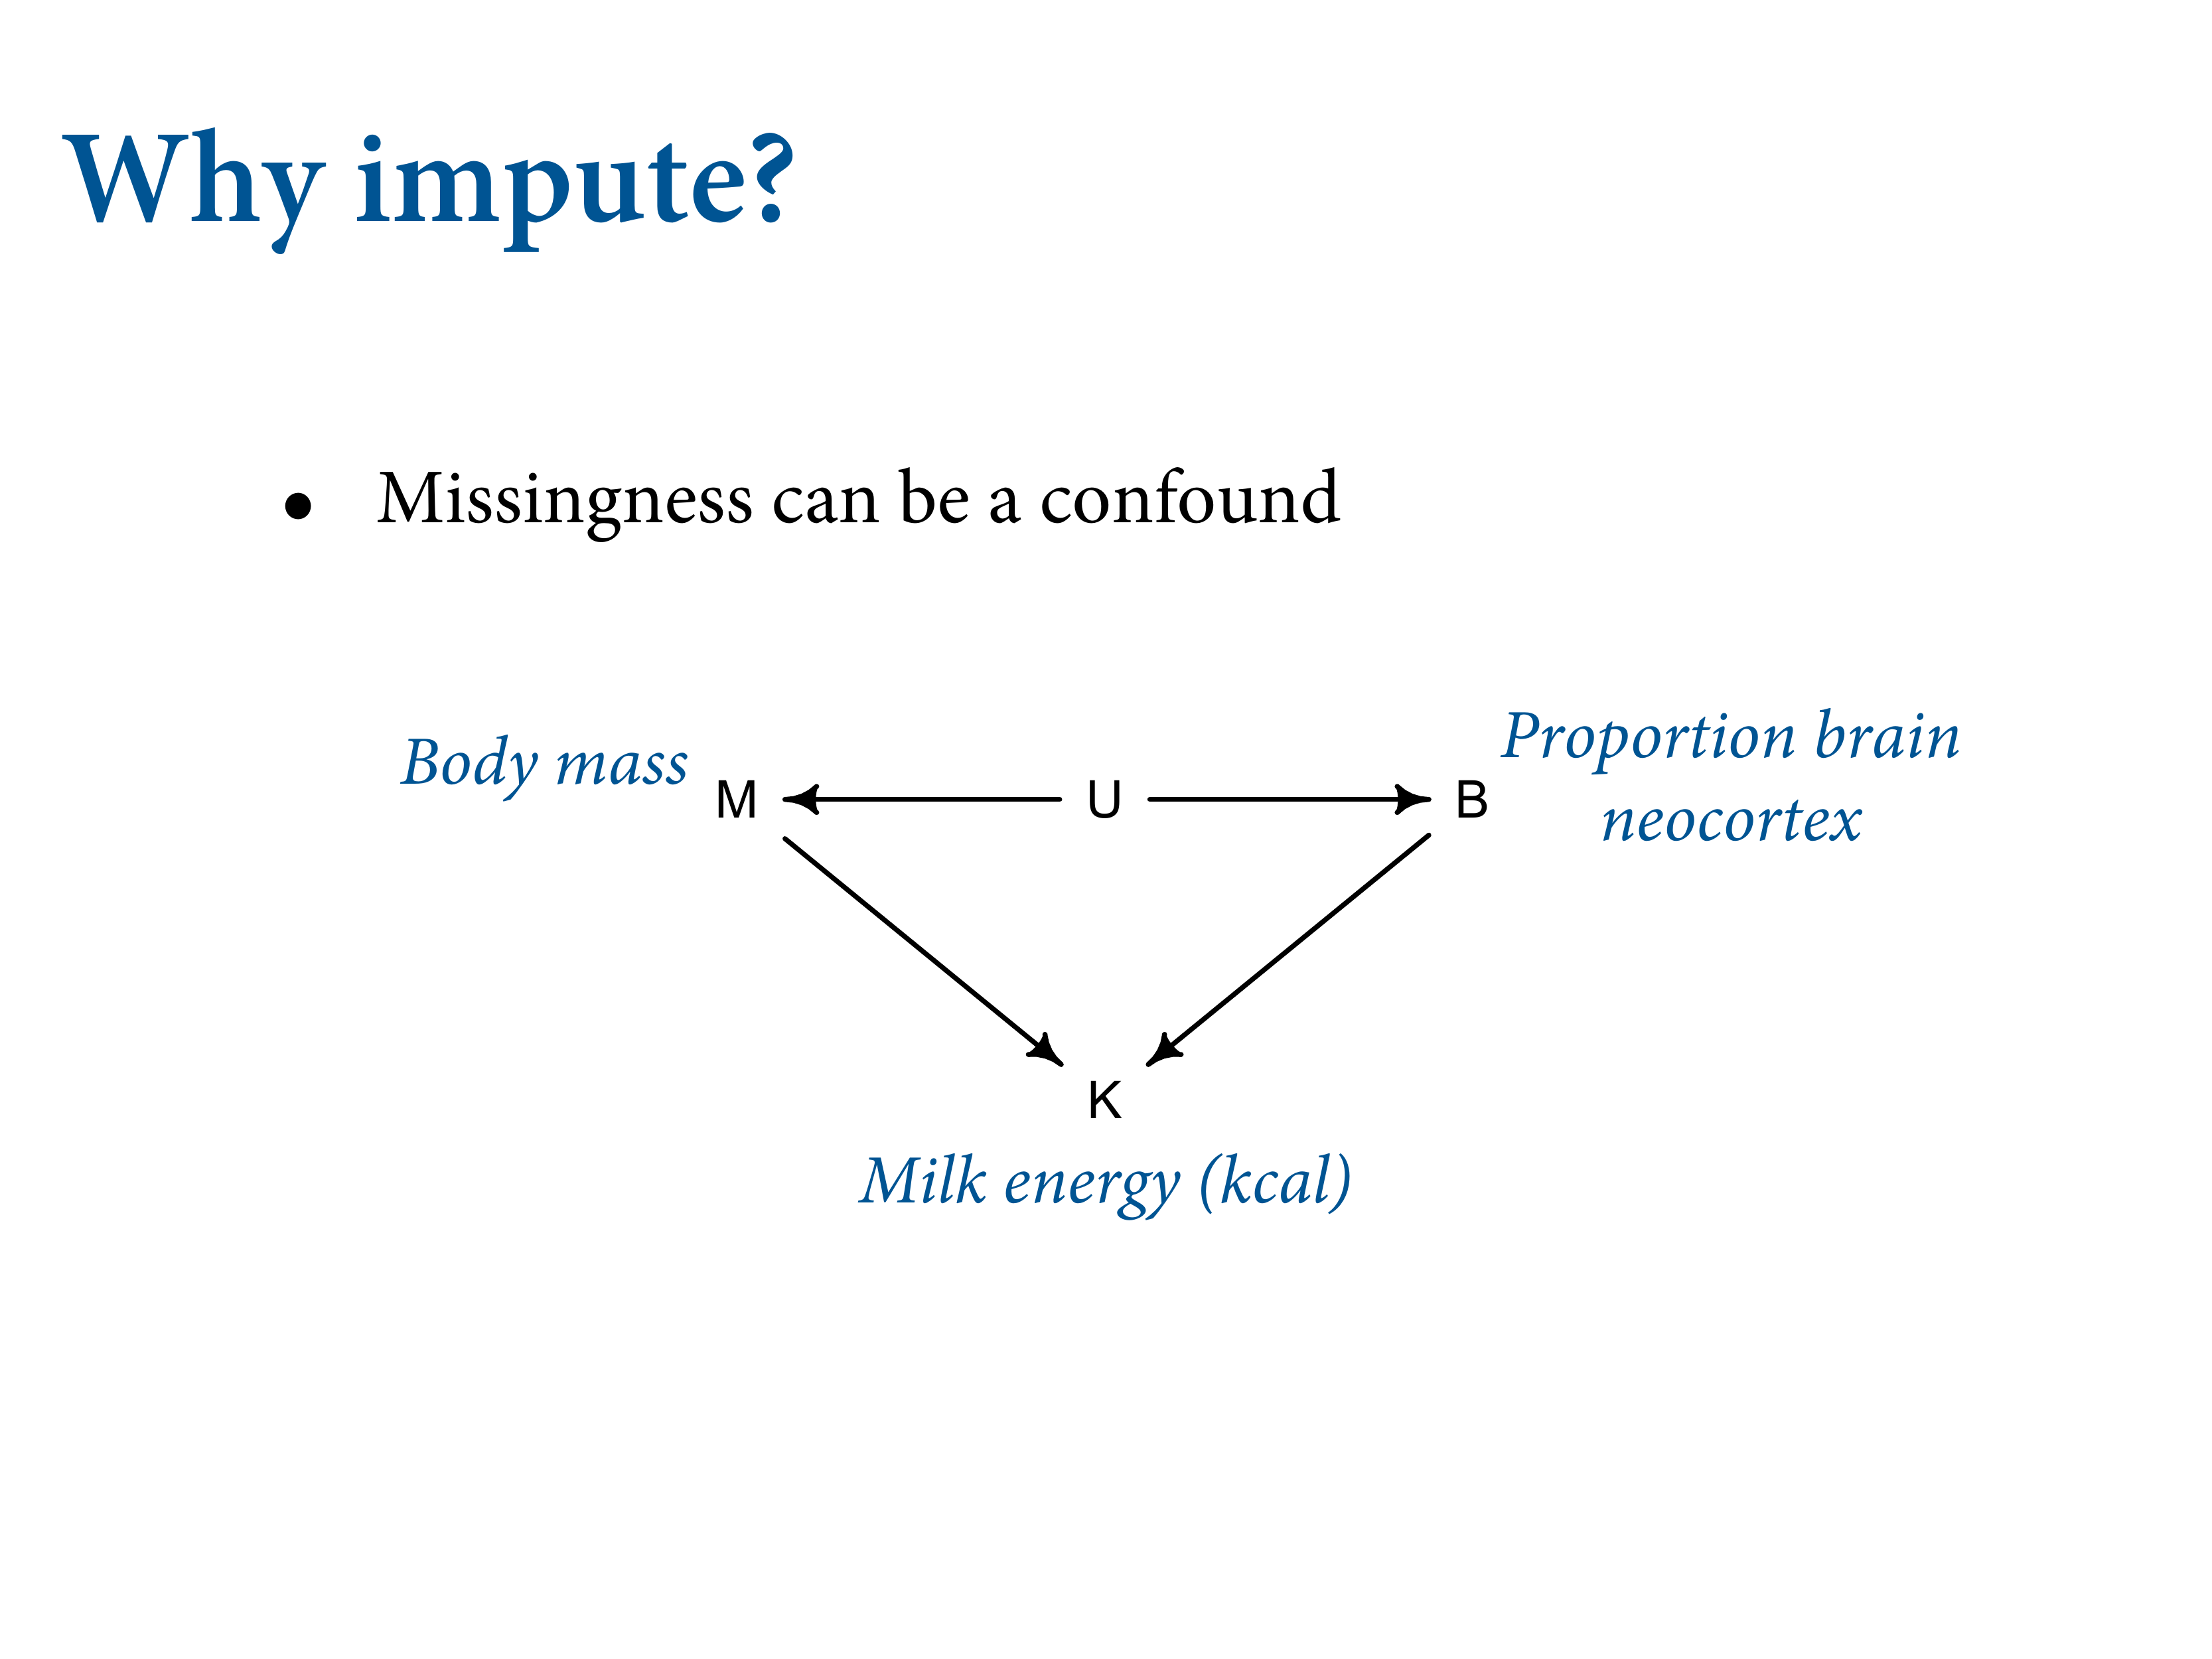 Why impute?
• Missingness can be a confound
Body mass
M
U
B
Proportion brain
neocortex
K
Milk energy (kcal)